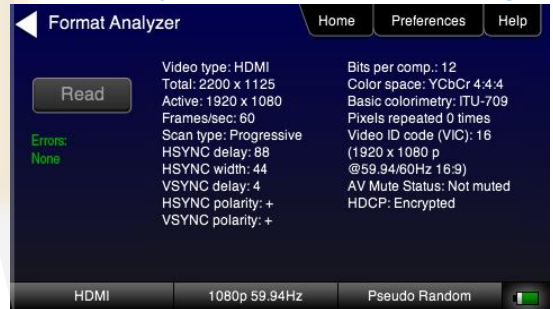 Format Analyzer
Home
Preferences
Help
Read
Errors:
None
Video type: HDMI
Total: 2200 x 1125
Active: 1920 x 1080
Frames/sec: 60
Scan type: Progressive
HSYNC delay: 88
HSYNC width: 44
VSYNC delay: 4
HSYNC polarity: +
VSYNC polarity: +
Bits per comp.: 12
Color space: YCbCr 4:4:4
Basic colorimetry: ITU-709
Pixels repeated 0 times
Video ID code (VIC): 16
(1920 x 1080 p
@59.94/60Hz 16:9)
AV Mute Status: Not muted
HDCP: Encrypted
HDMI
1080p 59.94Hz
Pseudo Random